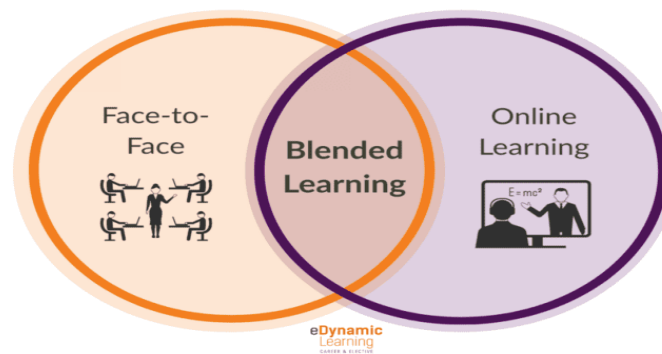 Face-to-
Face
Blended
Learning
Online
Learning
E=mc²
eDynamic
Learning
CAREER & ELECTIVE